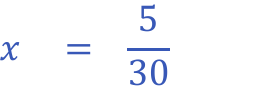 x = 5/30